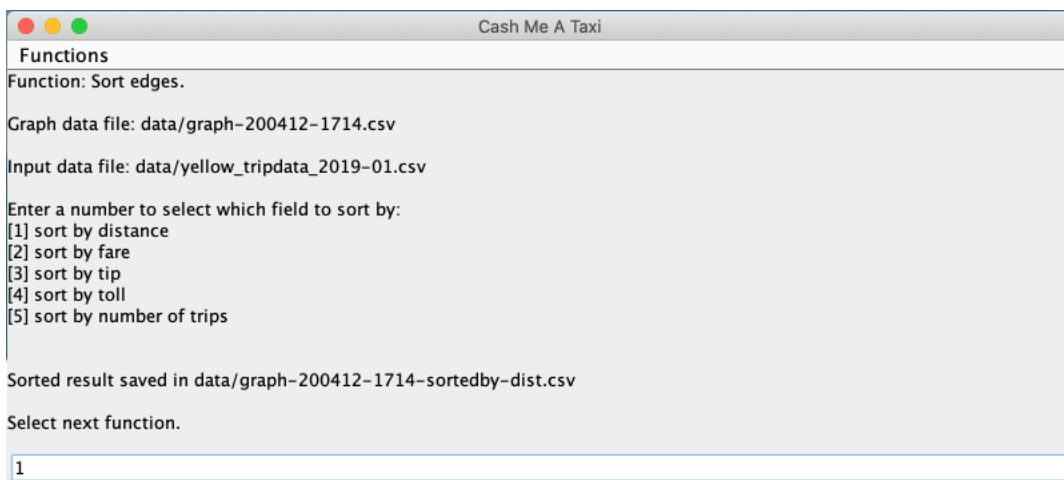 Cash Me A Taxi
Functions
Function: Sort edges.
Graph data file: data/graph-200412-1714.csv
Input data file: data/yellow_tripdata_2019-01.csv
Enter a number to select which field to sort by:
[1] sort by distance
[2] sort by fare
[3] sort by tip
[4] sort by toll
[5] sort by number of trips
Sorted result saved in data/graph-200412-1714-sortedby-dist.csv
Select next function.
1